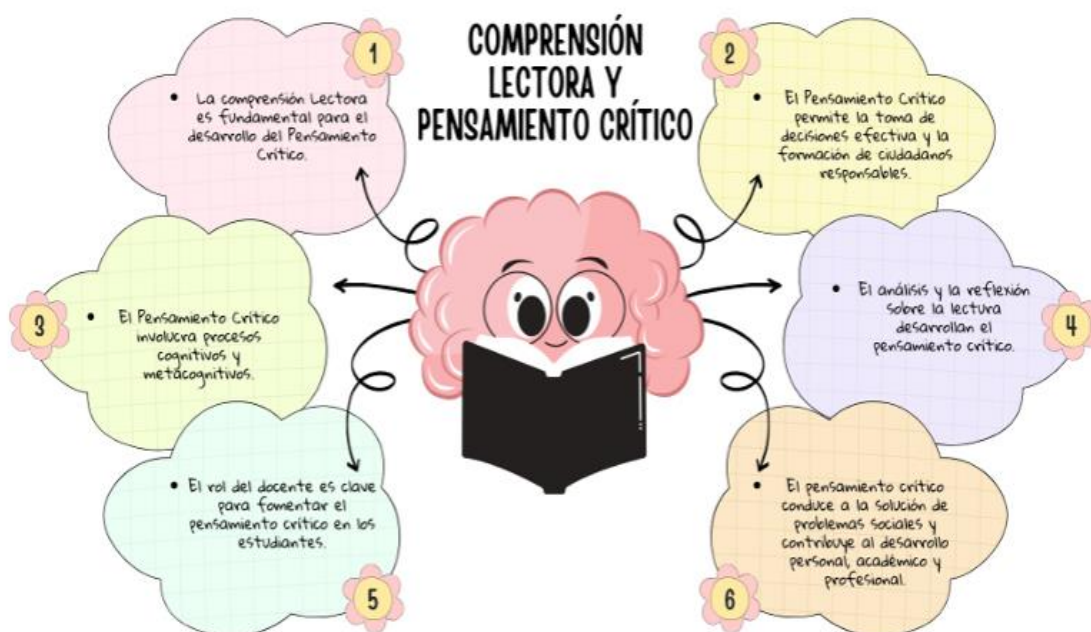 COMPRENSIÓN
LECTORA Y
PENSAMIENTO CRÍTICO
1
• La comprensión Lectora
es fundamental para el
desarrollo del Pensamiento
Crítico.
2
• El Pensamiento Crítico
permite la toma de
decisiones efectiva y la
formación de ciudadanos
responsables.
3
• El Pensamiento Crítico
involucra procesos
cognitivos y
metacognitivos.
4
• El análisis y la reflexión
sobre la lectura
desarrollan el
pensamiento crítico.
5
• El rol del docente es clave
para fomentar el
pensamiento crítico en los
estudiantes.
6
• El pensamiento crítico
conduce a la solución de
problemas sociales y
contribuye al desarrollo
personal, académico y
profesional.